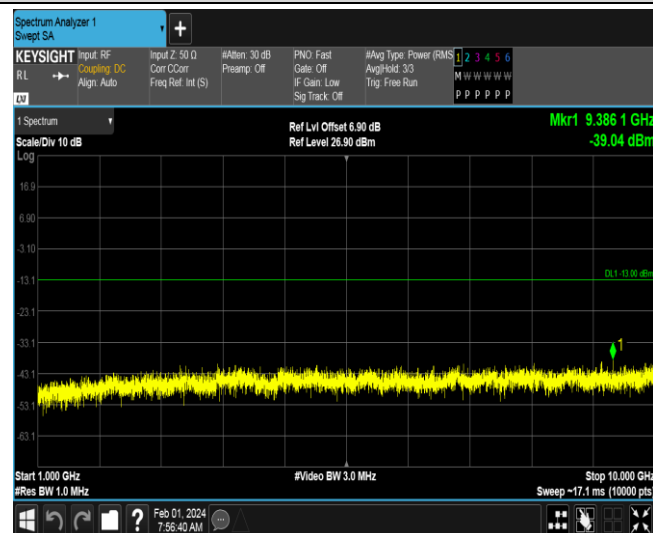 Spectrum Analyzer 1
Swept SA
+
KEYSIGHT
RL
LXI
Input: RF
Coupling: DC
Align: Auto
Input Z: 50 Ω
Corr CCorr
Freq Ref: Int (S)
#Atten: 30 dB
Preamp: Off
PNO: Fast
Gate: Off
IF Gain: Low
Sig Track: Off
#Avg Type: Power (RMS
Avg|Hold: 3/3
Trig: Free Run
1 2 3 4 5 6
M W W W W W
P P P P P P
1 Spectrum
Scale/Div 10 dB
Log
Ref Lvl Offset 6.90 dB
Ref Level 26.90 dBm
Mkr1 9.386 1 GHz
-39.04 dBm
16.9
6.90
-3.10
-13.1
-23.1
-33.1
-43.1
-53.1
-63.1
DL1 -13.00 dBm
1
Start 1.000 GHz
#Res BW 1.0 MHz
#Video BW 3.0 MHz
Stop 10.000 GHz
Sweep ~17.1 ms (10000 pts)
?
Feb 01, 2024
7:56:40 AM